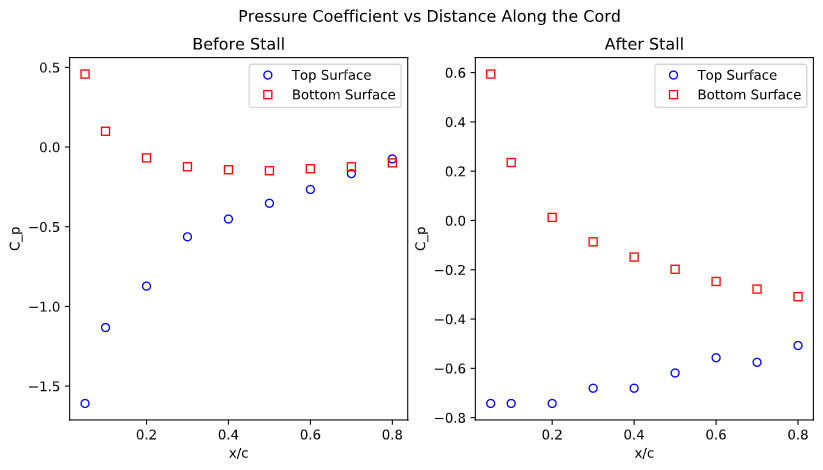 Pressure Coefficient vs Distance Along the Cord
Before Stall
After Stall
Top Surface
Bottom Surface
Top Surface
Bottom Surface
C_p
0.5
0.0
−0.5
−1.0
−1.5
0.2
0.4
0.6
0.8
x/c
C_p
0.6
0.4
0.2
0.0
−0.2
−0.4
−0.6
−0.8
0.2
0.4
0.6
0.8
x/c